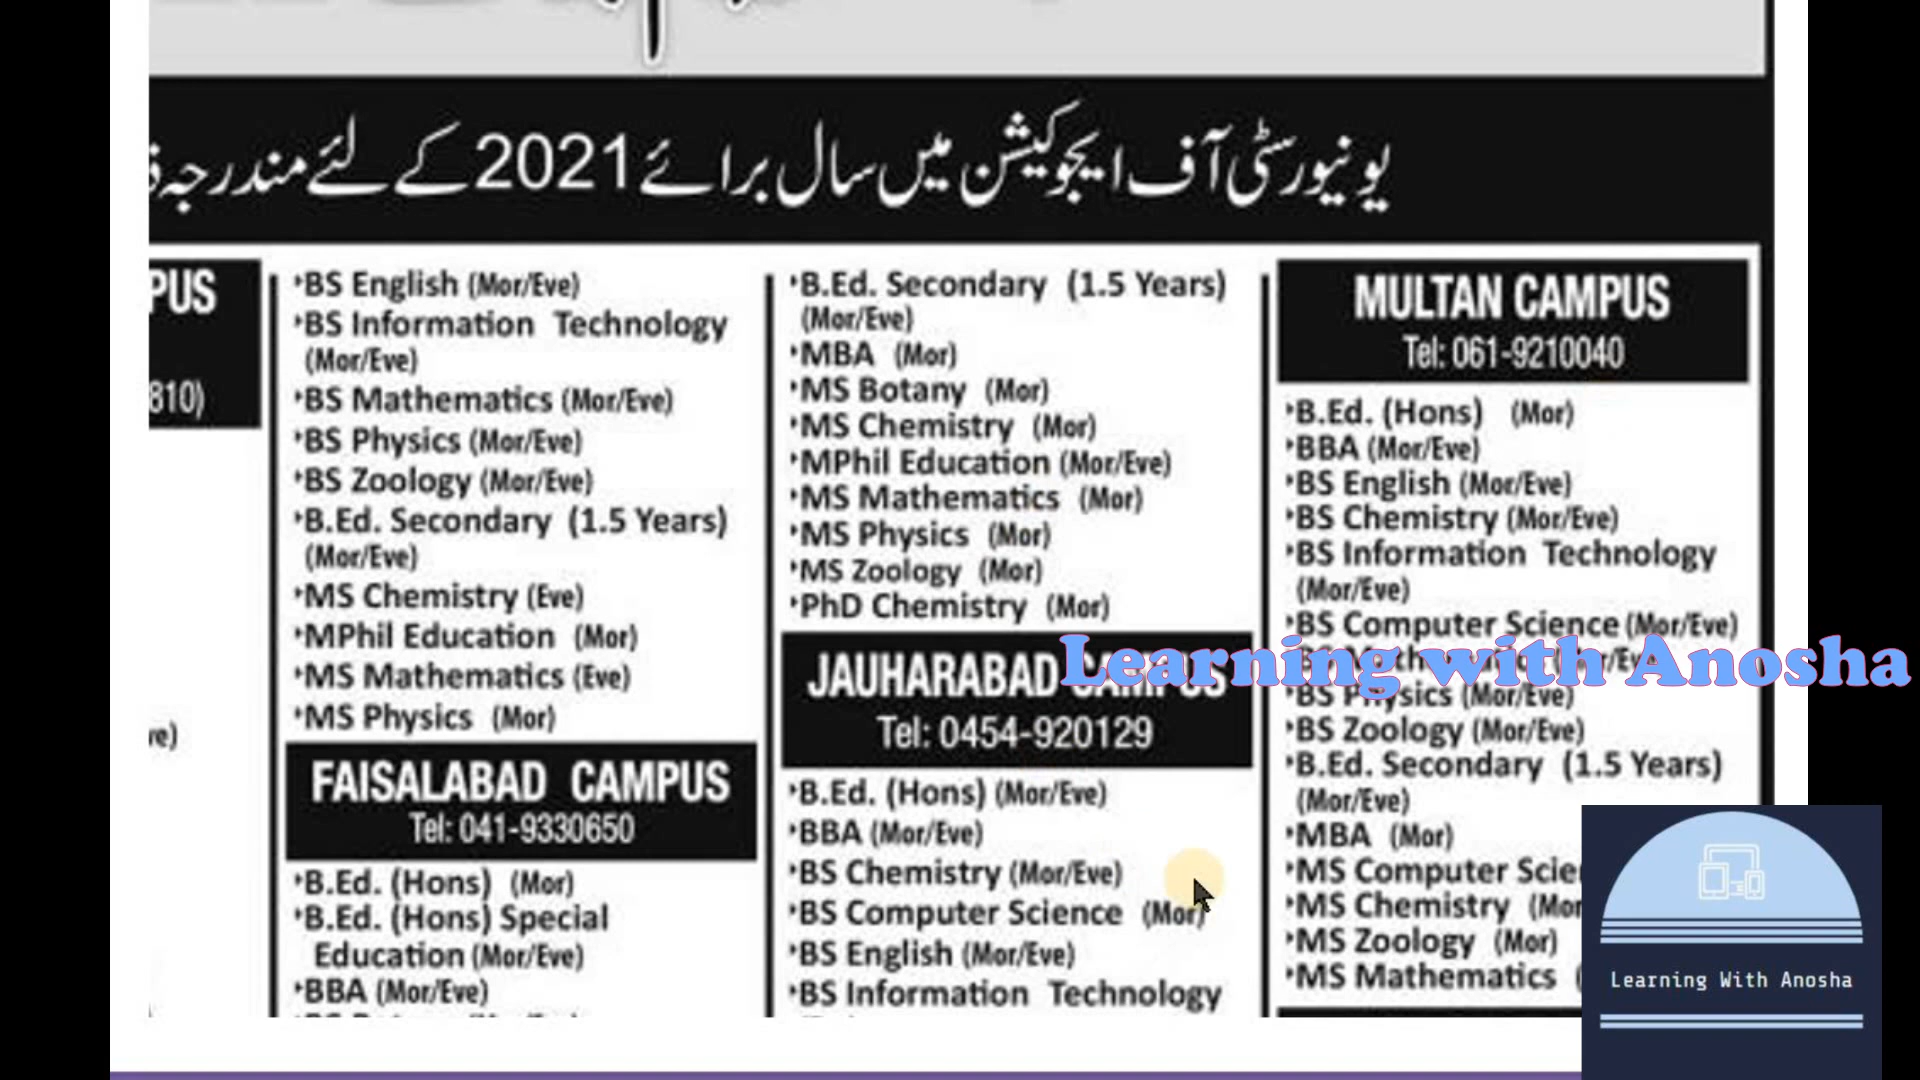 یونیورسٹی آف ایجوکیشن میں سال برائے 2021 کے لئے مندرجہ
PUS
810)
ve)
BS English (Mor/Eve)
BS Information Technology
(Mor/Eve)
BS Mathematics (Mor/Eve)
BS Physics (Mor/Eve)
BS Zoology (Mor/Eve)
B.Ed. Secondary (1.5 Years)
(Mor/Eve)
MS Chemistry (Eve)
MPhil Education (Mor)
MS Mathematics (Eve)
MS Physics (Mor)
FAISALABAD CAMPUS
Tel: 041-9330650
B.Ed. (Hons) (Mor)
B.Ed. (Hons) Special
Education (Mor/Eve)
BBA (Mor/Eve)
B.Ed. Secondary (1.5 Years)
(Mor/Eve)
MBA (Mor)
MS Botany (Mor)
MS Chemistry (Mor)
MPhil Education (Mor/Eve)
MS Mathematics (Mor)
MS Physics (Mor)
MS Zoology (Mor)
PhD Chemistry (Mor)
JAUHARABAD CAMPUS
Tel: 0454-920129
B.Ed. (Hons) (Mor/Eve)
BBA (Mor/Eve)
BS Chemistry (Mor/Eve)
BS Computer Science (Mor)
BS English (Mor/Eve)
BS Information Technology
MULTAN CAMPUS
Tel: 061-9210040
B.Ed. (Hons) (Mor)
BBA (Mor/Eve)
BS English (Mor/Eve)
BS Chemistry (Mor/Eve)
BS Information Technology
(Mor/Eve)
BS Computer Science (Mor/Eve)
BS Physics (Mor/Eve)
BS Zoology (Mor/Eve)
B.Ed. Secondary (1.5 Years)
(Mor/Eve)
MBA (Mor)
MS Computer Scie
MS Chemistry (Mor
MS Zoology (Mor)
MS Mathematics
Learning with Anosha
Learning With Anosha